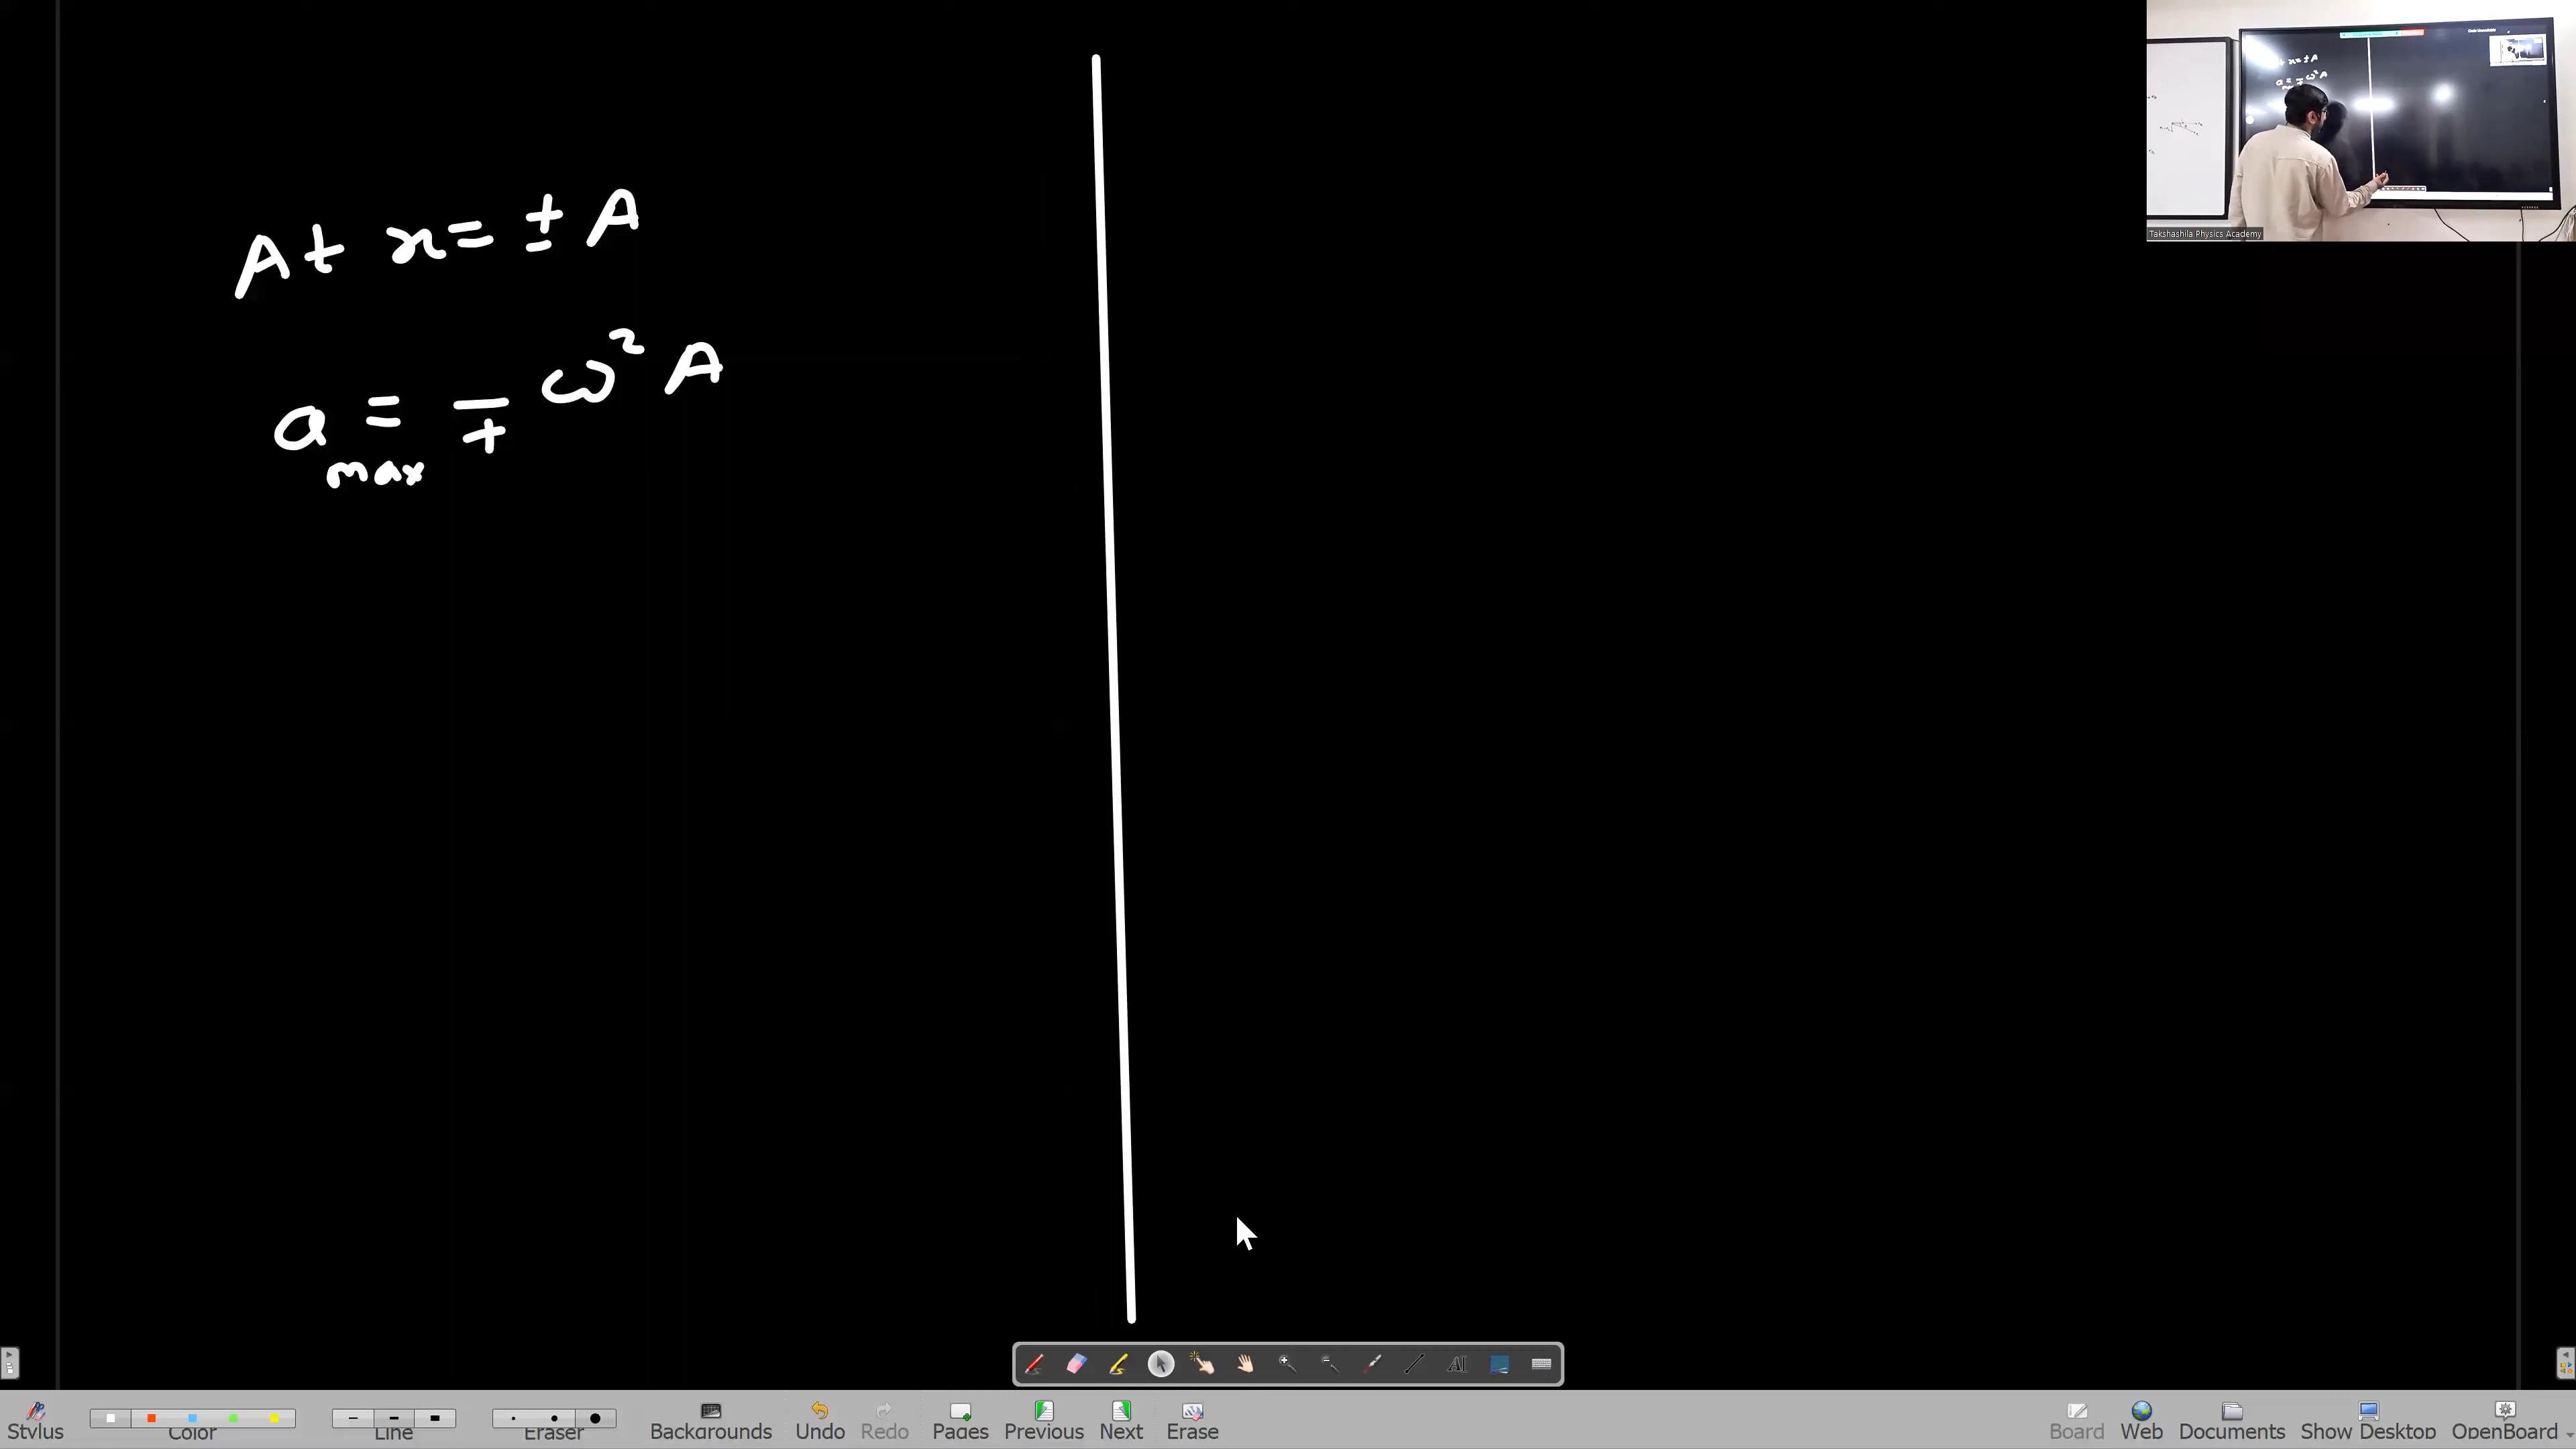 At x = ± A
a max = ∓ ω² A
Takshashila Physics Academy
Stylus
Color
Line
Eraser
Backgrounds
Undo
Redo
Pages
Previous
Next
Erase
Board
Web
Documents
Show Desktop
OpenBoard